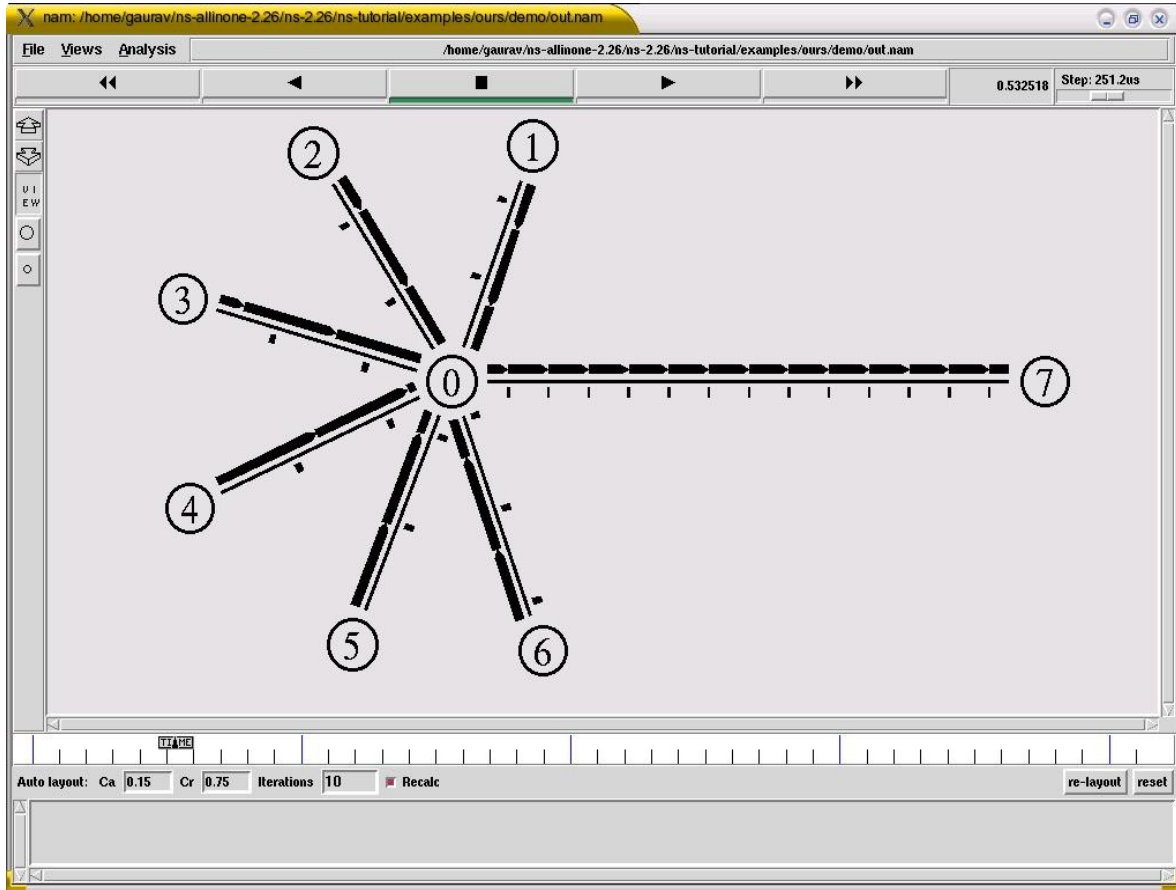 nam: /home/gaurav/ns-allinone-2.26/ns-2.26/ns-tutorial/examples/ours/demo/out.nam
File Views Analysis /home/gaurav/ns-allinone-2.26/ns-2.26/ns-tutorial/examples/ours/demo/out.nam
0.532518 Step: 251.2us
VIEW
2
1
3
0
7
4
5
6
TIME
Auto layout: Ca 0.15 Cr 0.75 Iterations 10 Recalc re-layout reset